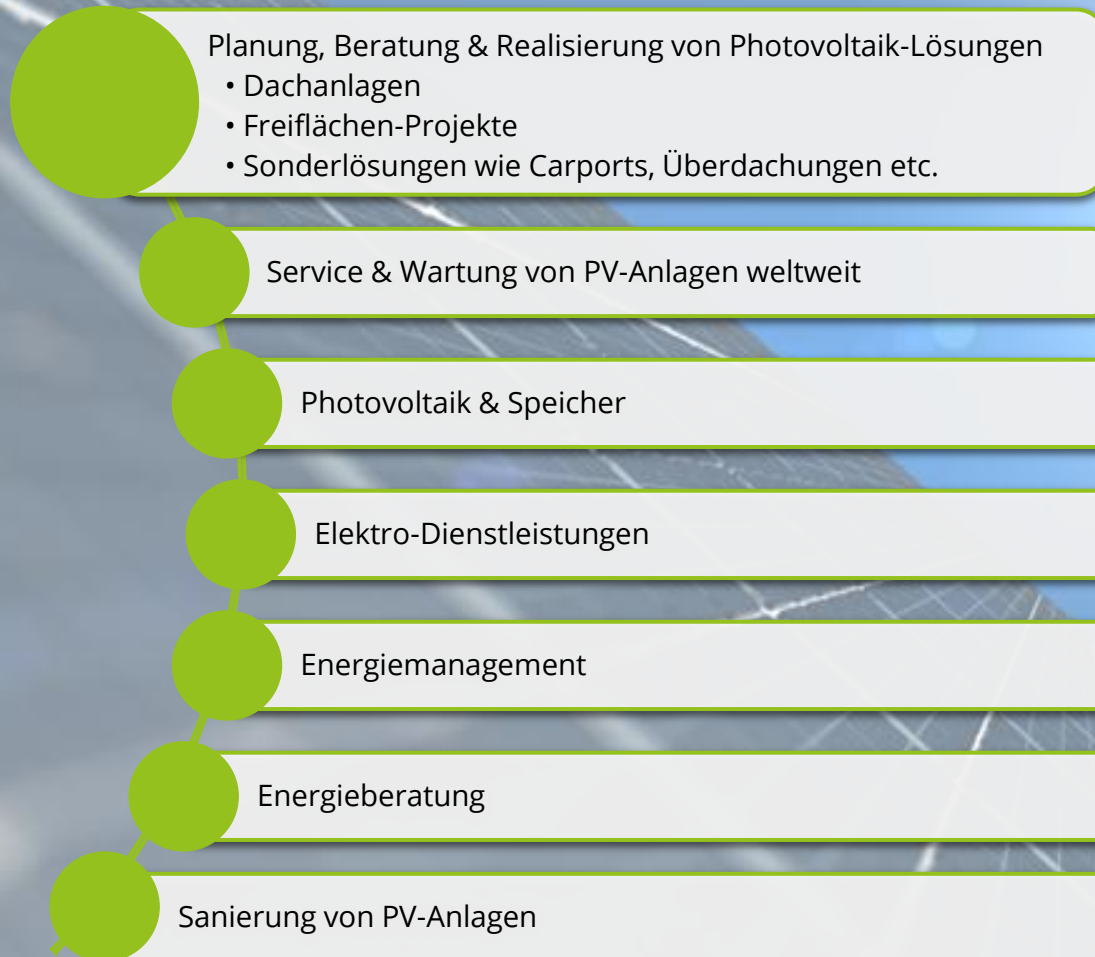 Planung, Beratung & Realisierung von Photovoltaik-Lösungen
• Dachanlagen
• Freiflächen-Projekte
• Sonderlösungen wie Carports, Überdachungen etc.
Service & Wartung von PV-Anlagen weltweit
Photovoltaik & Speicher
Elektro-Dienstleistungen
Energiemanagement
Energieberatung
Sanierung von PV-Anlagen